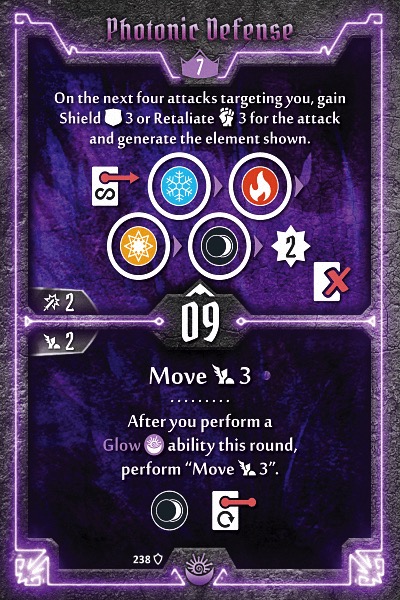 Photonic Defense
7
On the next four attacks targeting you, gain
Shield 3 or Retaliate 3 for the attack
and generate the element shown.
S
2
2
09
2
Move 3
After you perform a
Glow ability this round,
perform “Move 3”.
238